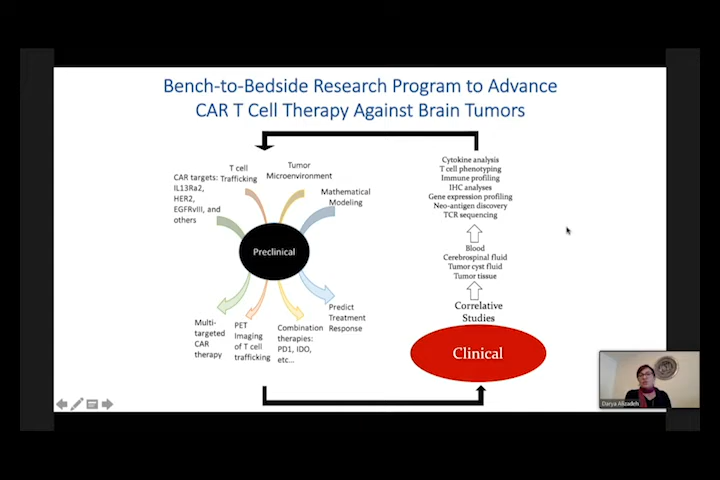 Bench-to-Bedside Research Program to Advance
CAR T Cell Therapy Against Brain Tumors
CAR targets:
IL13Ra2,
HER2,
EGFRvIII, and
others
T cell
Trafficking
Tumor
Microenvironment
Mathematical
Modeling
Preclinical
Multi-
targeted
CAR
therapy
PET
Imaging
of T cell
trafficking
Combination
therapies:
PD1, IDO,
etc...
Predict
Treatment
Response
Cytokine analysis
T cell phenotyping
Immune profiling
IHC analyses
Gene expression profiling
Neo-antigen discovery
TCR sequencing
Blood
Cerebrospinal fluid
Tumor cyst fluid
Tumor tissue
Correlative
Studies
Clinical
Darya Alizadeh